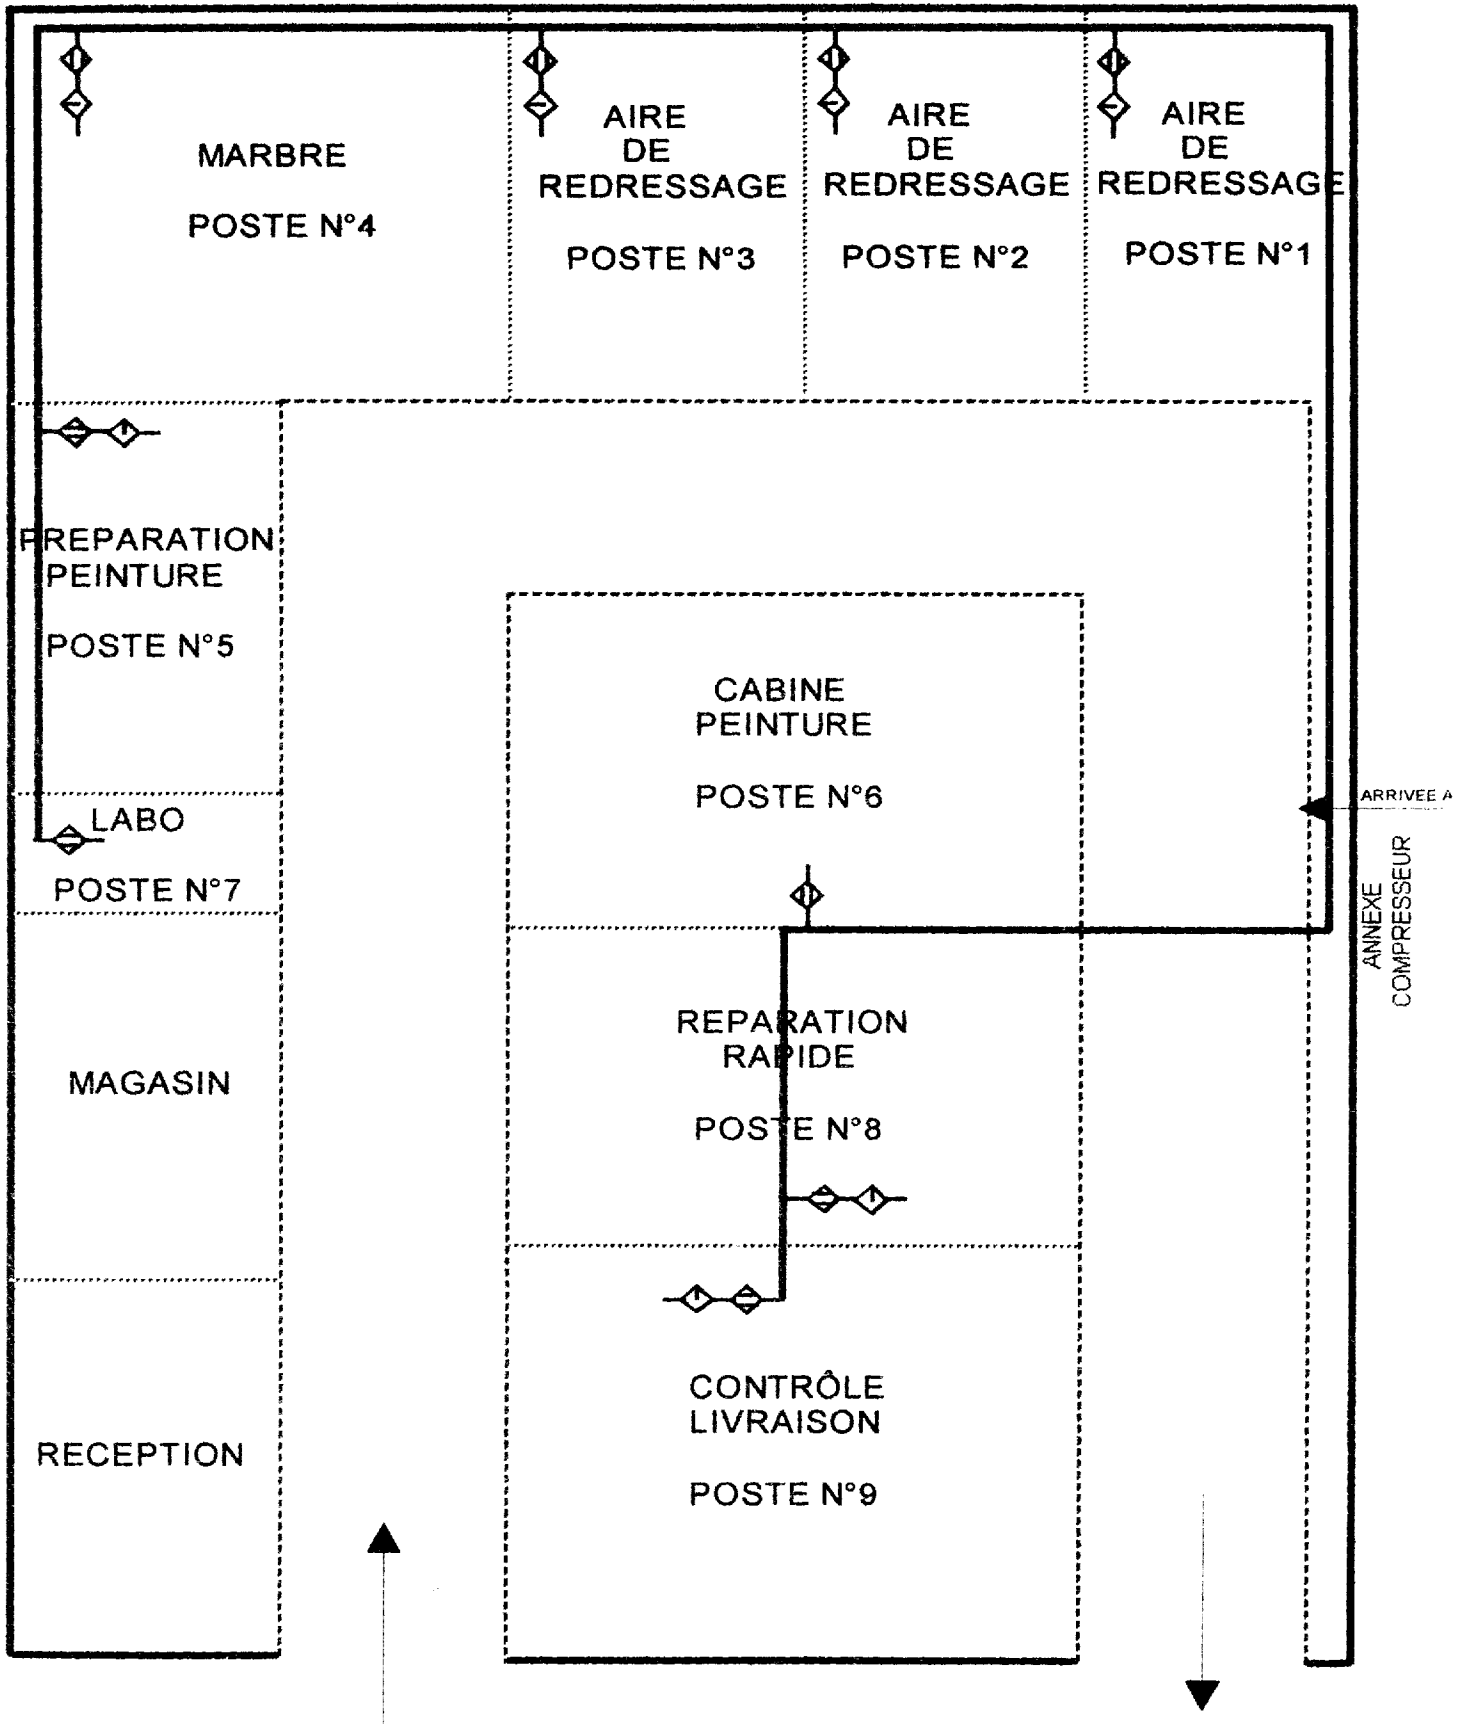 MARBRE
POSTE N°4
AIRE
DE
REDRESSAGE
POSTE N°3
AIRE
DE
REDRESSAGE
POSTE N°2
AIRE
DE
REDRESSAGE
POSTE N°1
PREPARATION
PEINTURE
POSTE N°5
CABINE
PEINTURE
POSTE N°6
ARRIVEE A
ANNEXE
COMPRESSEUR
LABO
POSTE N°7
REPARATION
RAPIDE
POSTE N°8
MAGASIN
CONTRÔLE
LIVRAISON
POSTE N°9
RECEPTION